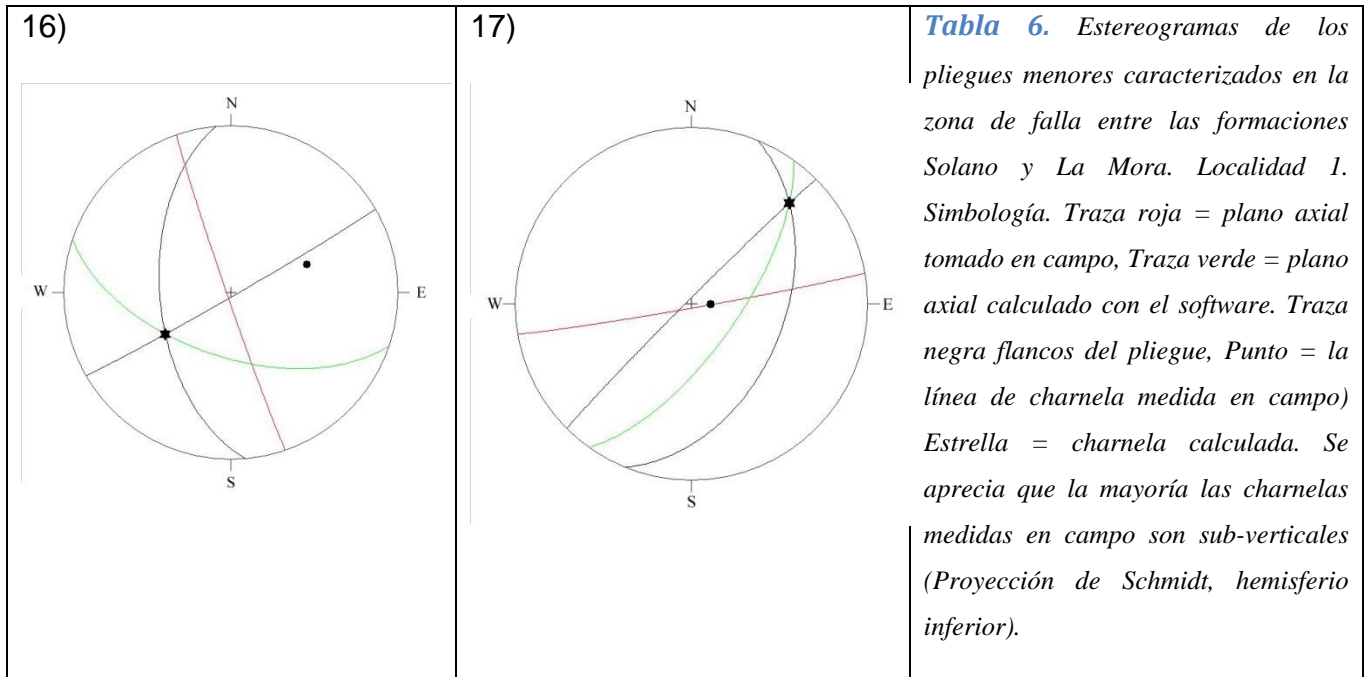 16)
N
W
E
S
17)
N
W
E
S
Tabla 6. Estereogramas de los
pliegues menores caracterizados en la
zona de falla entre las formaciones
Solano y La Mora. Localidad 1.
Simbología. Traza roja = plano axial
tomado en campo, Traza verde = plano
axial calculado con el software. Traza
negra flancos del pliegue, Punto = la
línea de charnela medida en campo)
Estrella = charnela calculada. Se
aprecia que la mayoría las charnelas
medidas en campo son sub-verticales
(Proyección de Schmidt, hemisferio
inferior).